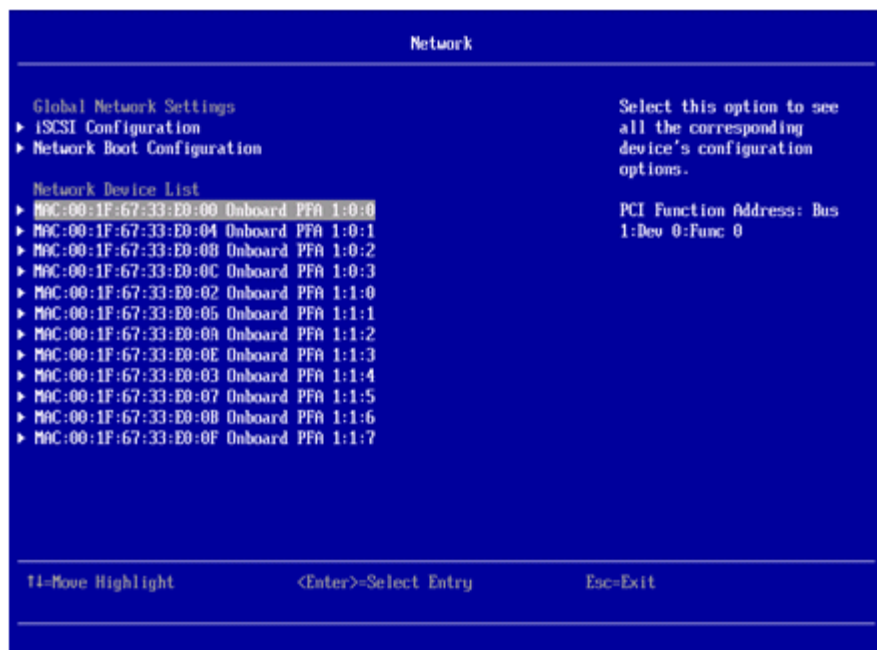 Network
Global Network Settings
iSCSI Configuration
Network Boot Configuration
Network Device List
MAC:00:1F:67:33:E0:00 Onboard PFA 1:0:0
MAC:00:1F:67:33:E0:04 Onboard PFA 1:0:1
MAC:00:1F:67:33:E0:08 Onboard PFA 1:0:2
MAC:00:1F:67:33:E0:0C Onboard PFA 1:0:3
MAC:00:1F:67:33:E0:02 Onboard PFA 1:1:0
MAC:00:1F:67:33:E0:05 Onboard PFA 1:1:1
MAC:00:1F:67:33:E0:0A Onboard PFA 1:1:2
MAC:00:1F:67:33:E0:0E Onboard PFA 1:1:3
MAC:00:1F:67:33:E0:03 Onboard PFA 1:1:4
MAC:00:1F:67:33:E0:07 Onboard PFA 1:1:5
MAC:00:1F:67:33:E0:0B Onboard PFA 1:1:6
MAC:00:1F:67:33:E0:0F Onboard PFA 1:1:7
Select this option to see
all the corresponding
device's configuration
options.
PCI Function Address: Bus
1:Dev 0:Func 0
↑↓=Move Highlight <Enter>=Select Entry Esc=Exit